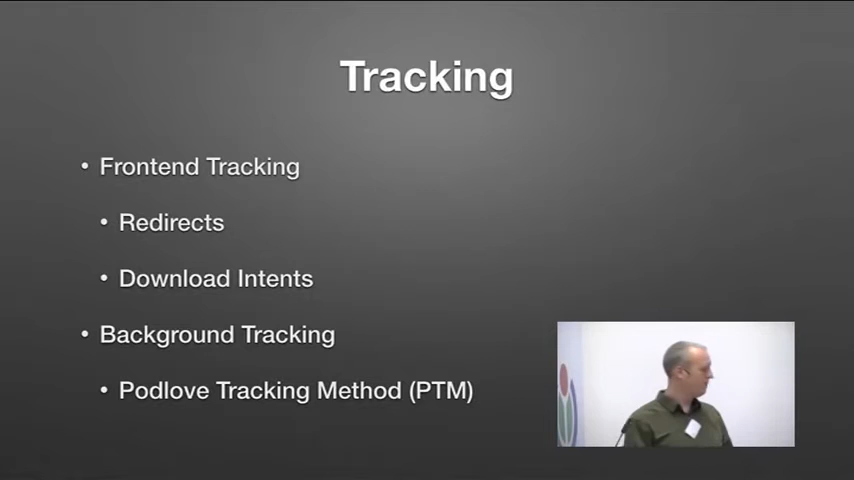 Tracking
• Frontend Tracking
• Redirects
• Download Intents
• Background Tracking
• Podlove Tracking Method (PTM)